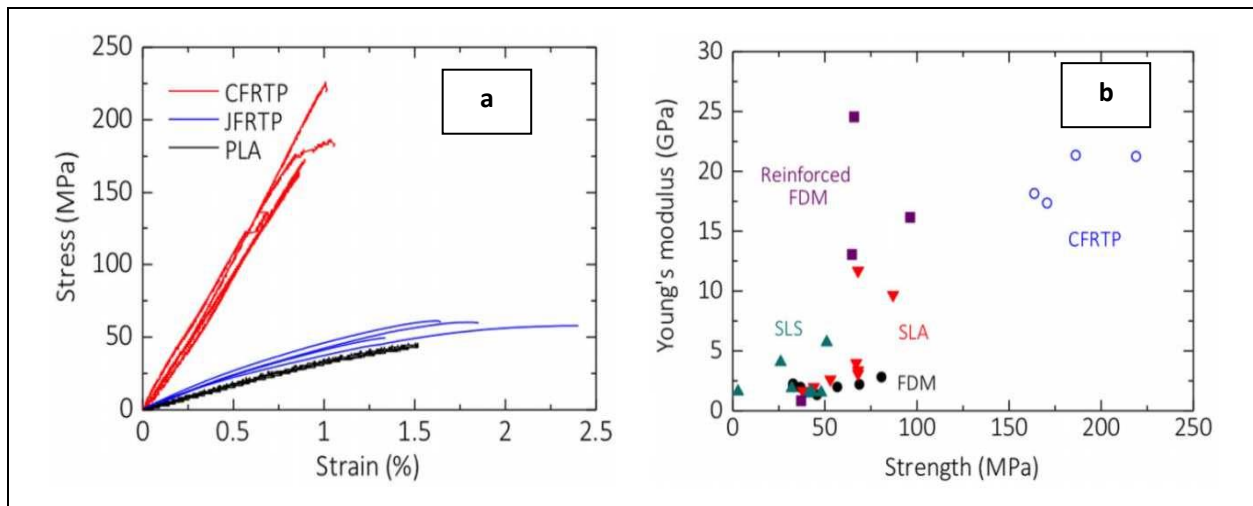 250
200
150
100
50
0
Stress (MPa)
CFRTP
JFRTP
PLA
a
0
0.5
1
1.5
2
2.5
Strain (%)
30
25
20
15
10
5
0
Young's modulus (GPa)
b
Reinforced
FDM
CFRTP
SLS
SLA
FDM
0
50
100
150
200
250
Strength (MPa)